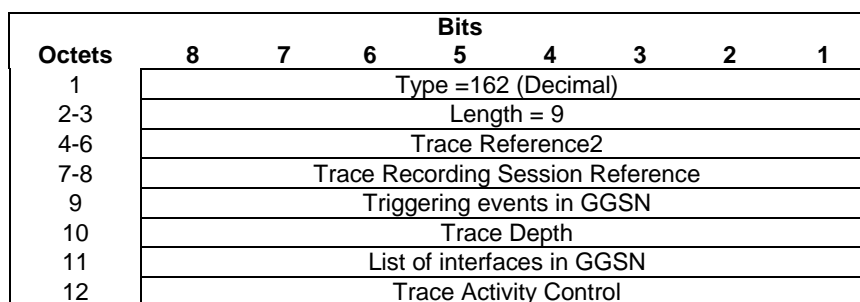 Bits
Octets 8 7 6 5 4 3 2 1
1 Type =162 (Decimal)
2-3 Length = 9
4-6 Trace Reference2
7-8 Trace Recording Session Reference
9 Triggering events in GGSN
10 Trace Depth
11 List of interfaces in GGSN
12 Trace Activity Control